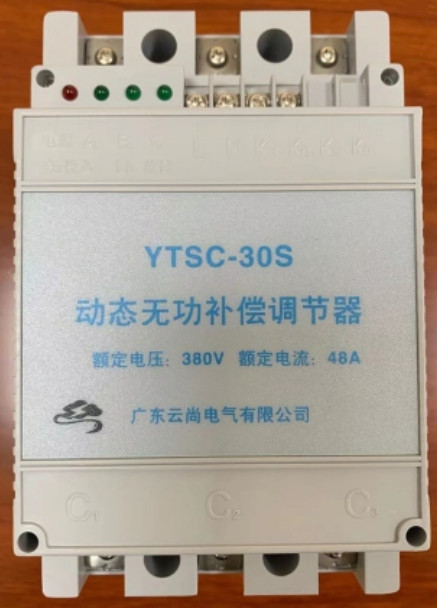 YTSC-30S
动态无功补偿调节器
额定电压：380V 额定电流：48A
广东云尚电气有限公司
C1 C2 C3